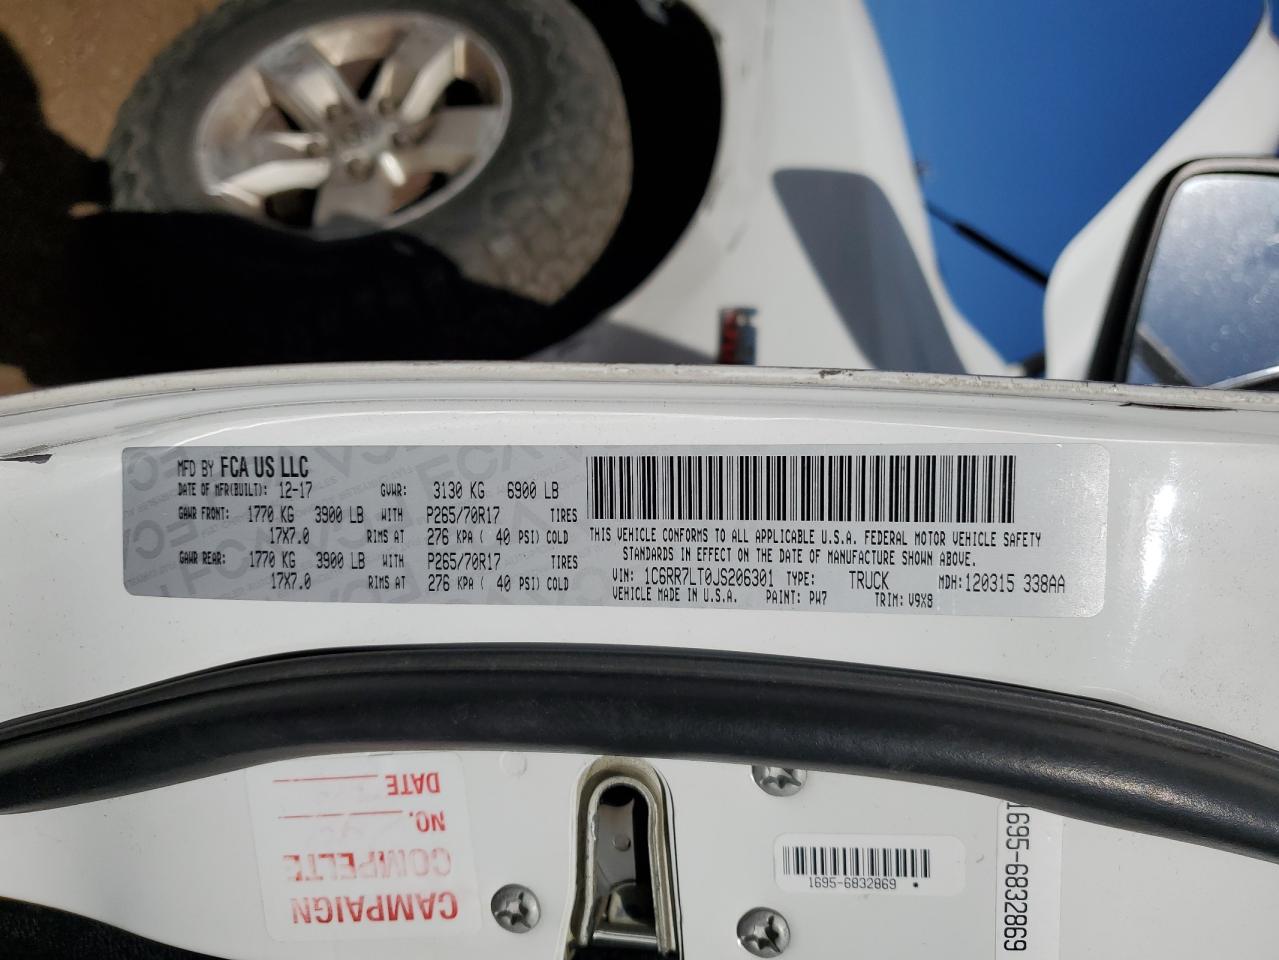 MFD BY FCA US LLC
DATE OF MFR(BUILT): 12-17 GVWR: 3130 KG 6900 LB
GAWR FRONT: 1770 KG 3900 LB WITH P265/70R17 TIRES
17X7.0 RIMS AT 276 KPA ( 40 PSI) COLD
GAWR REAR: 1770 KG 3900 LB WITH P265/70R17 TIRES
17X7.0 RIMS AT 276 KPA ( 40 PSI) COLD
THIS VEHICLE CONFORMS TO ALL APPLICABLE U.S.A. FEDERAL MOTOR VEHICLE SAFETY
STANDARDS IN EFFECT ON THE DATE OF MANUFACTURE SHOWN ABOVE.
VIN: 1C6RR7LT0JS206301 TYPE: TRUCK MDH: 120315 338AA
VEHICLE MADE IN U.S.A. PAINT: PW7 TRIM: V9X8
CAMPAIGN
COMPELTE
NO.
DATE
1695-6832869
1695-6832869